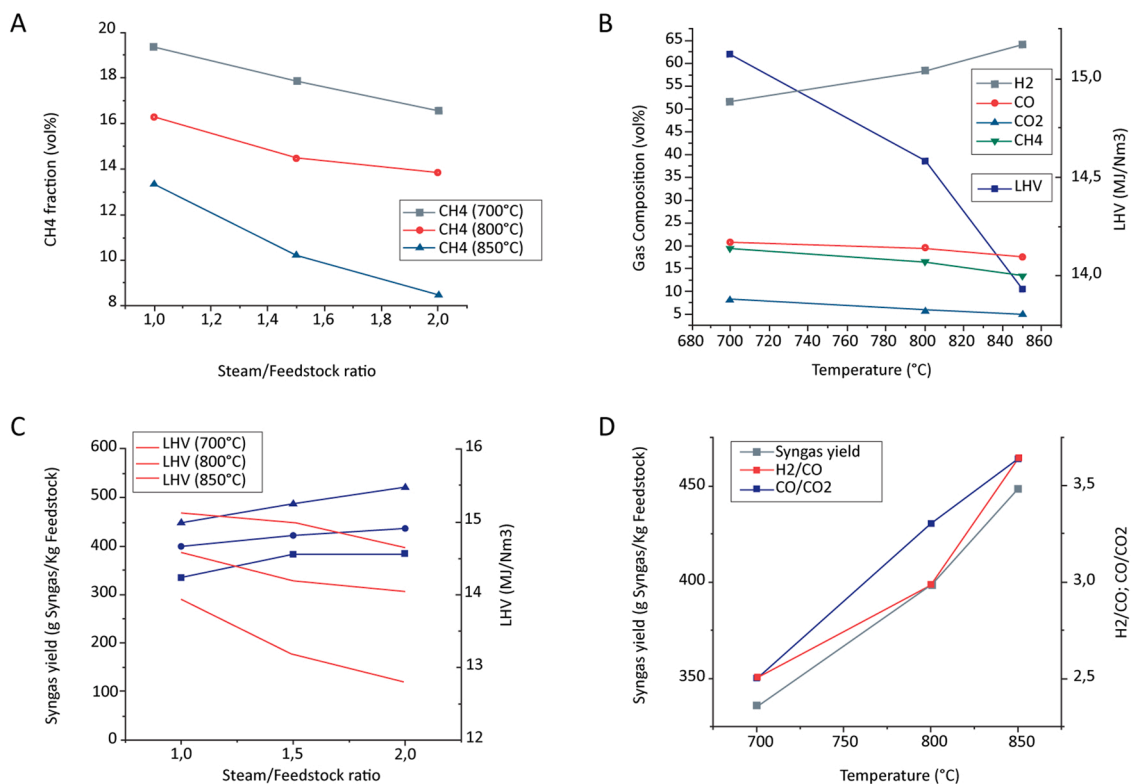 A
CH4 fraction (vol%)
20
18
16
14
12
10
8
1,0
1,2
1,4
1,6
1,8
2,0
Steam/Feedstock ratio
CH4 (700°C)
CH4 (800°C)
CH4 (850°C)
B
Gas Composition (vol%)
65
60
55
50
45
40
35
30
25
20
15
10
5
680
700
720
740
760
780
800
820
840
860
Temperature (°C)
15,0
14,5
14,0
LHV (MJ/Nm3)
H2
CO
CO2
CH4
LHV
C
Syngas yield (g Syngas/Kg Feedstock)
600
500
400
300
200
100
0
1,0
1,5
2,0
Steam/Feedstock ratio
16
15
14
13
12
LHV (MJ/Nm3)
LHV (700°C)
LHV (800°C)
LHV (850°C)
D
Syngas yield (g Syngas/Kg Feedstock)
450
400
350
700
750
800
850
Temperature (°C)
3,5
3,0
2,5
H2/CO; CO/CO2
Syngas yield
H2/CO
CO/CO2